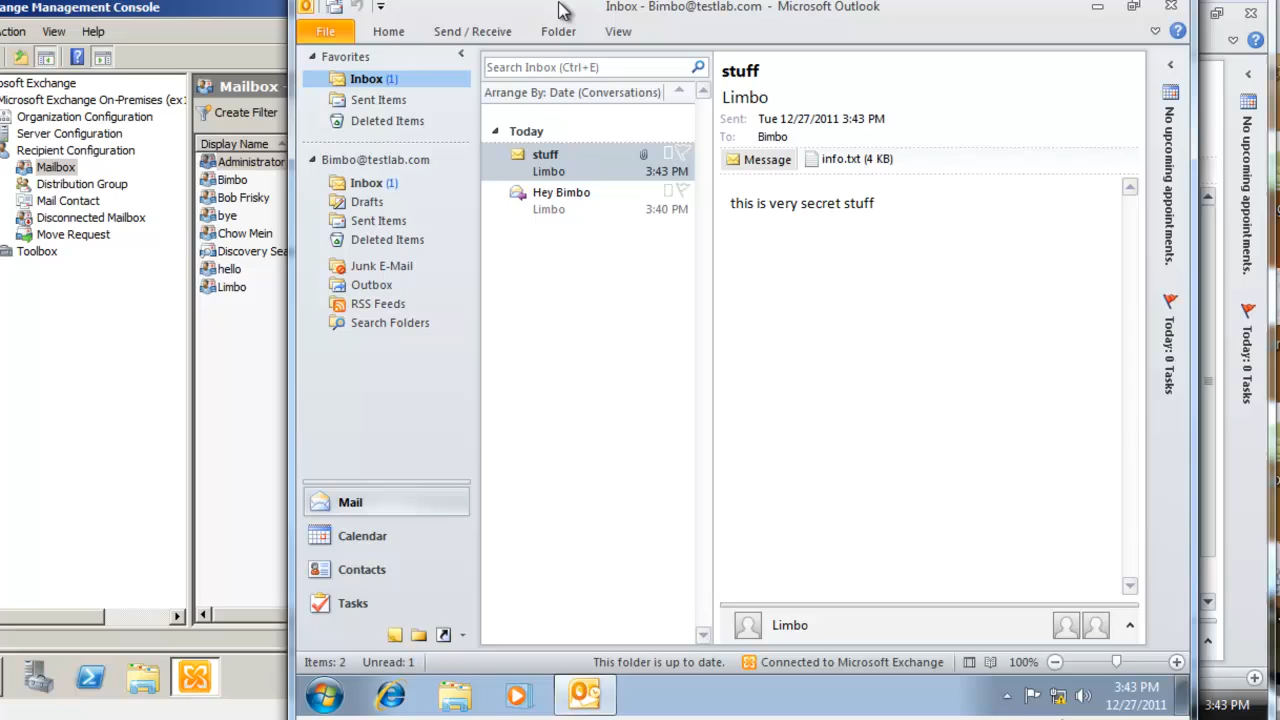 ange Management Console
ction View Help
osoft Exchange
Microsoft Exchange On-Premises (ex1
Organization Configuration
Server Configuration
Recipient Configuration
Mailbox
Distribution Group
Mail Contact
Disconnected Mailbox
Move Request
Toolbox
Mailbox -
Create Filter
Display Name
Administrator
Bimbo
Bob Frisky
bye
Chow Mein
Discovery Sea
hello
Limbo
Inbox - Bimbo@testlab.com - Microsoft Outlook
File Home Send / Receive Folder View
Favorites
Inbox (1)
Sent Items
Deleted Items
Bimbo@testlab.com
Inbox (1)
Drafts
Sent Items
Deleted Items
Junk E-Mail
Outbox
RSS Feeds
Search Folders
Mail
Calendar
Contacts
Tasks
Search Inbox (Ctrl+E)
Arrange By: Date (Conversations)
Today
stuff
Limbo 3:43 PM
Hey Bimbo
Limbo 3:40 PM
stuff
Limbo
Sent: Tue 12/27/2011 3:43 PM
To: Bimbo
Message info.txt (4 KB)
this is very secret stuff
Limbo
No upcoming appointments.
Today: 0 Tasks
No upcoming appointments.
Today: 0 Tasks
Items: 2 Unread: 1 This folder is up to date. Connected to Microsoft Exchange 100%
3:43 PM
12/27/2011
3:43 PM